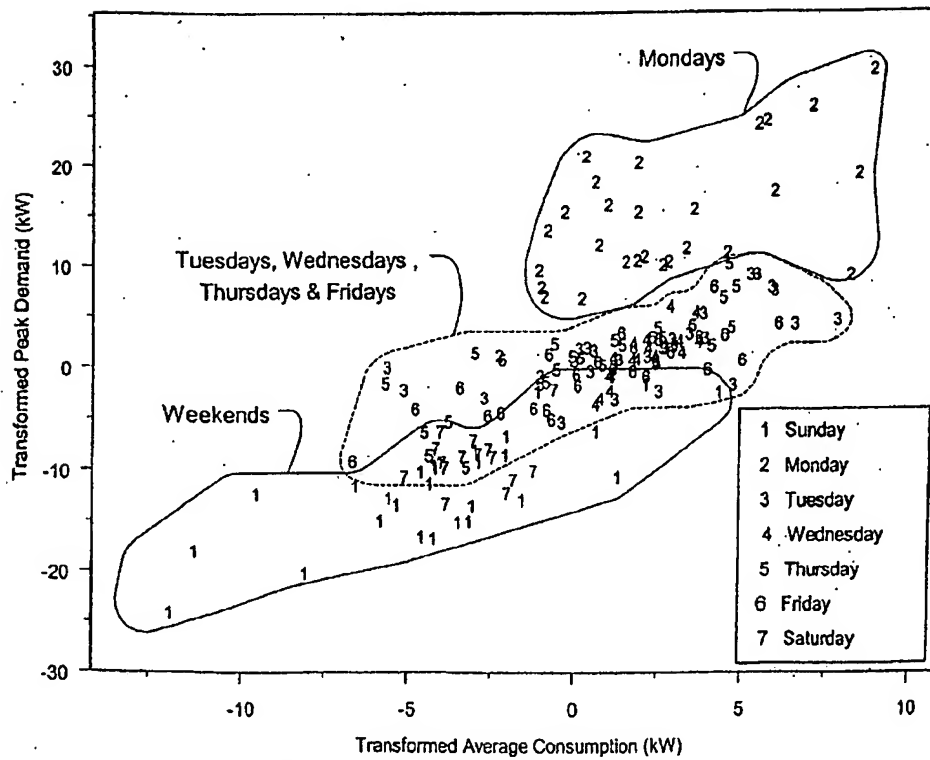 Mondays
Tuesdays, Wednesdays,
Thursdays & Fridays
Weekends
30
20
10
0
-10
-20
-30
Transformed Peak Demand (kW)
-10
-5
0
5
10
Transformed Average Consumption (kW)
1 Sunday
2 Monday
3 Tuesday
4 Wednesday
5 Thursday
6 Friday
7 Saturday